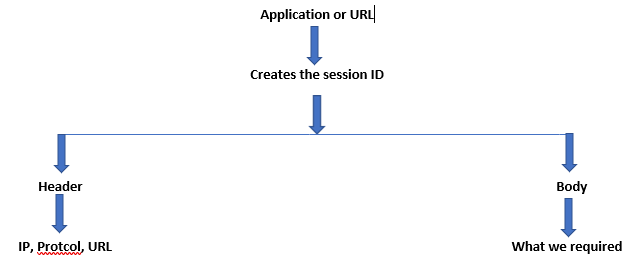 Application or URL
Creates the session ID
Header
Body
IP, Protcol, URL
What we required